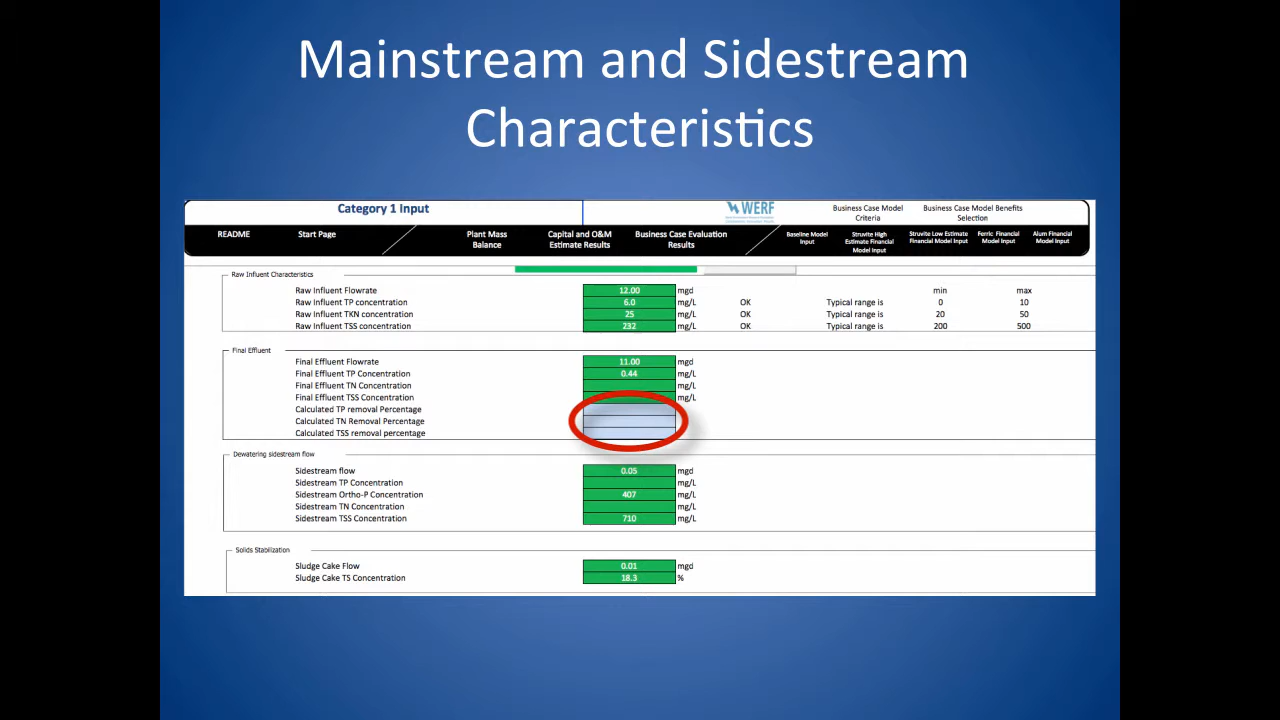 Mainstream and Sidestream
Characteristics
Category 1 Input
WERF
Business Case Model
Criteria
Business Case Model Benefits
Selection
README
Start Page
Plant Mass
Balance
Capital and O&M
Estimate Results
Business Case Evaluation
Results
Baseline Model
Input
Struvite High
Estimate Financial
Model Input
Struvite Low Estimate
Financial Model Input
Ferric Financial
Model Input
Alum Financial
Model Input
Raw Influent Characteristics
Raw Influent Flowrate 12.00 mgd min max
Raw Influent TP concentration 6.0 mg/L OK Typical range is 0 10
Raw Influent TKN concentration 25 mg/L OK Typical range is 20 50
Raw Influent TSS concentration 232 mg/L OK Typical range is 200 500
Final Effluent
Final Effluent Flowrate 11.00 mgd
Final Effluent TP Concentration 0.44 mg/L
Final Effluent TN Concentration mg/L
Final Effluent TSS Concentration mg/L
Calculated TP removal Percentage
Calculated TN Removal Percentage
Calculated TSS removal percentage
Dewatering sidestream flow
Sidestream flow 0.05 mgd
Sidestream TP Concentration mg/L
Sidestream Ortho-P Concentration 407 mg/L
Sidestream TN Concentration mg/L
Sidestream TSS Concentration 710 mg/L
Solids Stabilization
Sludge Cake Flow 0.01 mgd
Sludge Cake TS Concentration 18.3 %